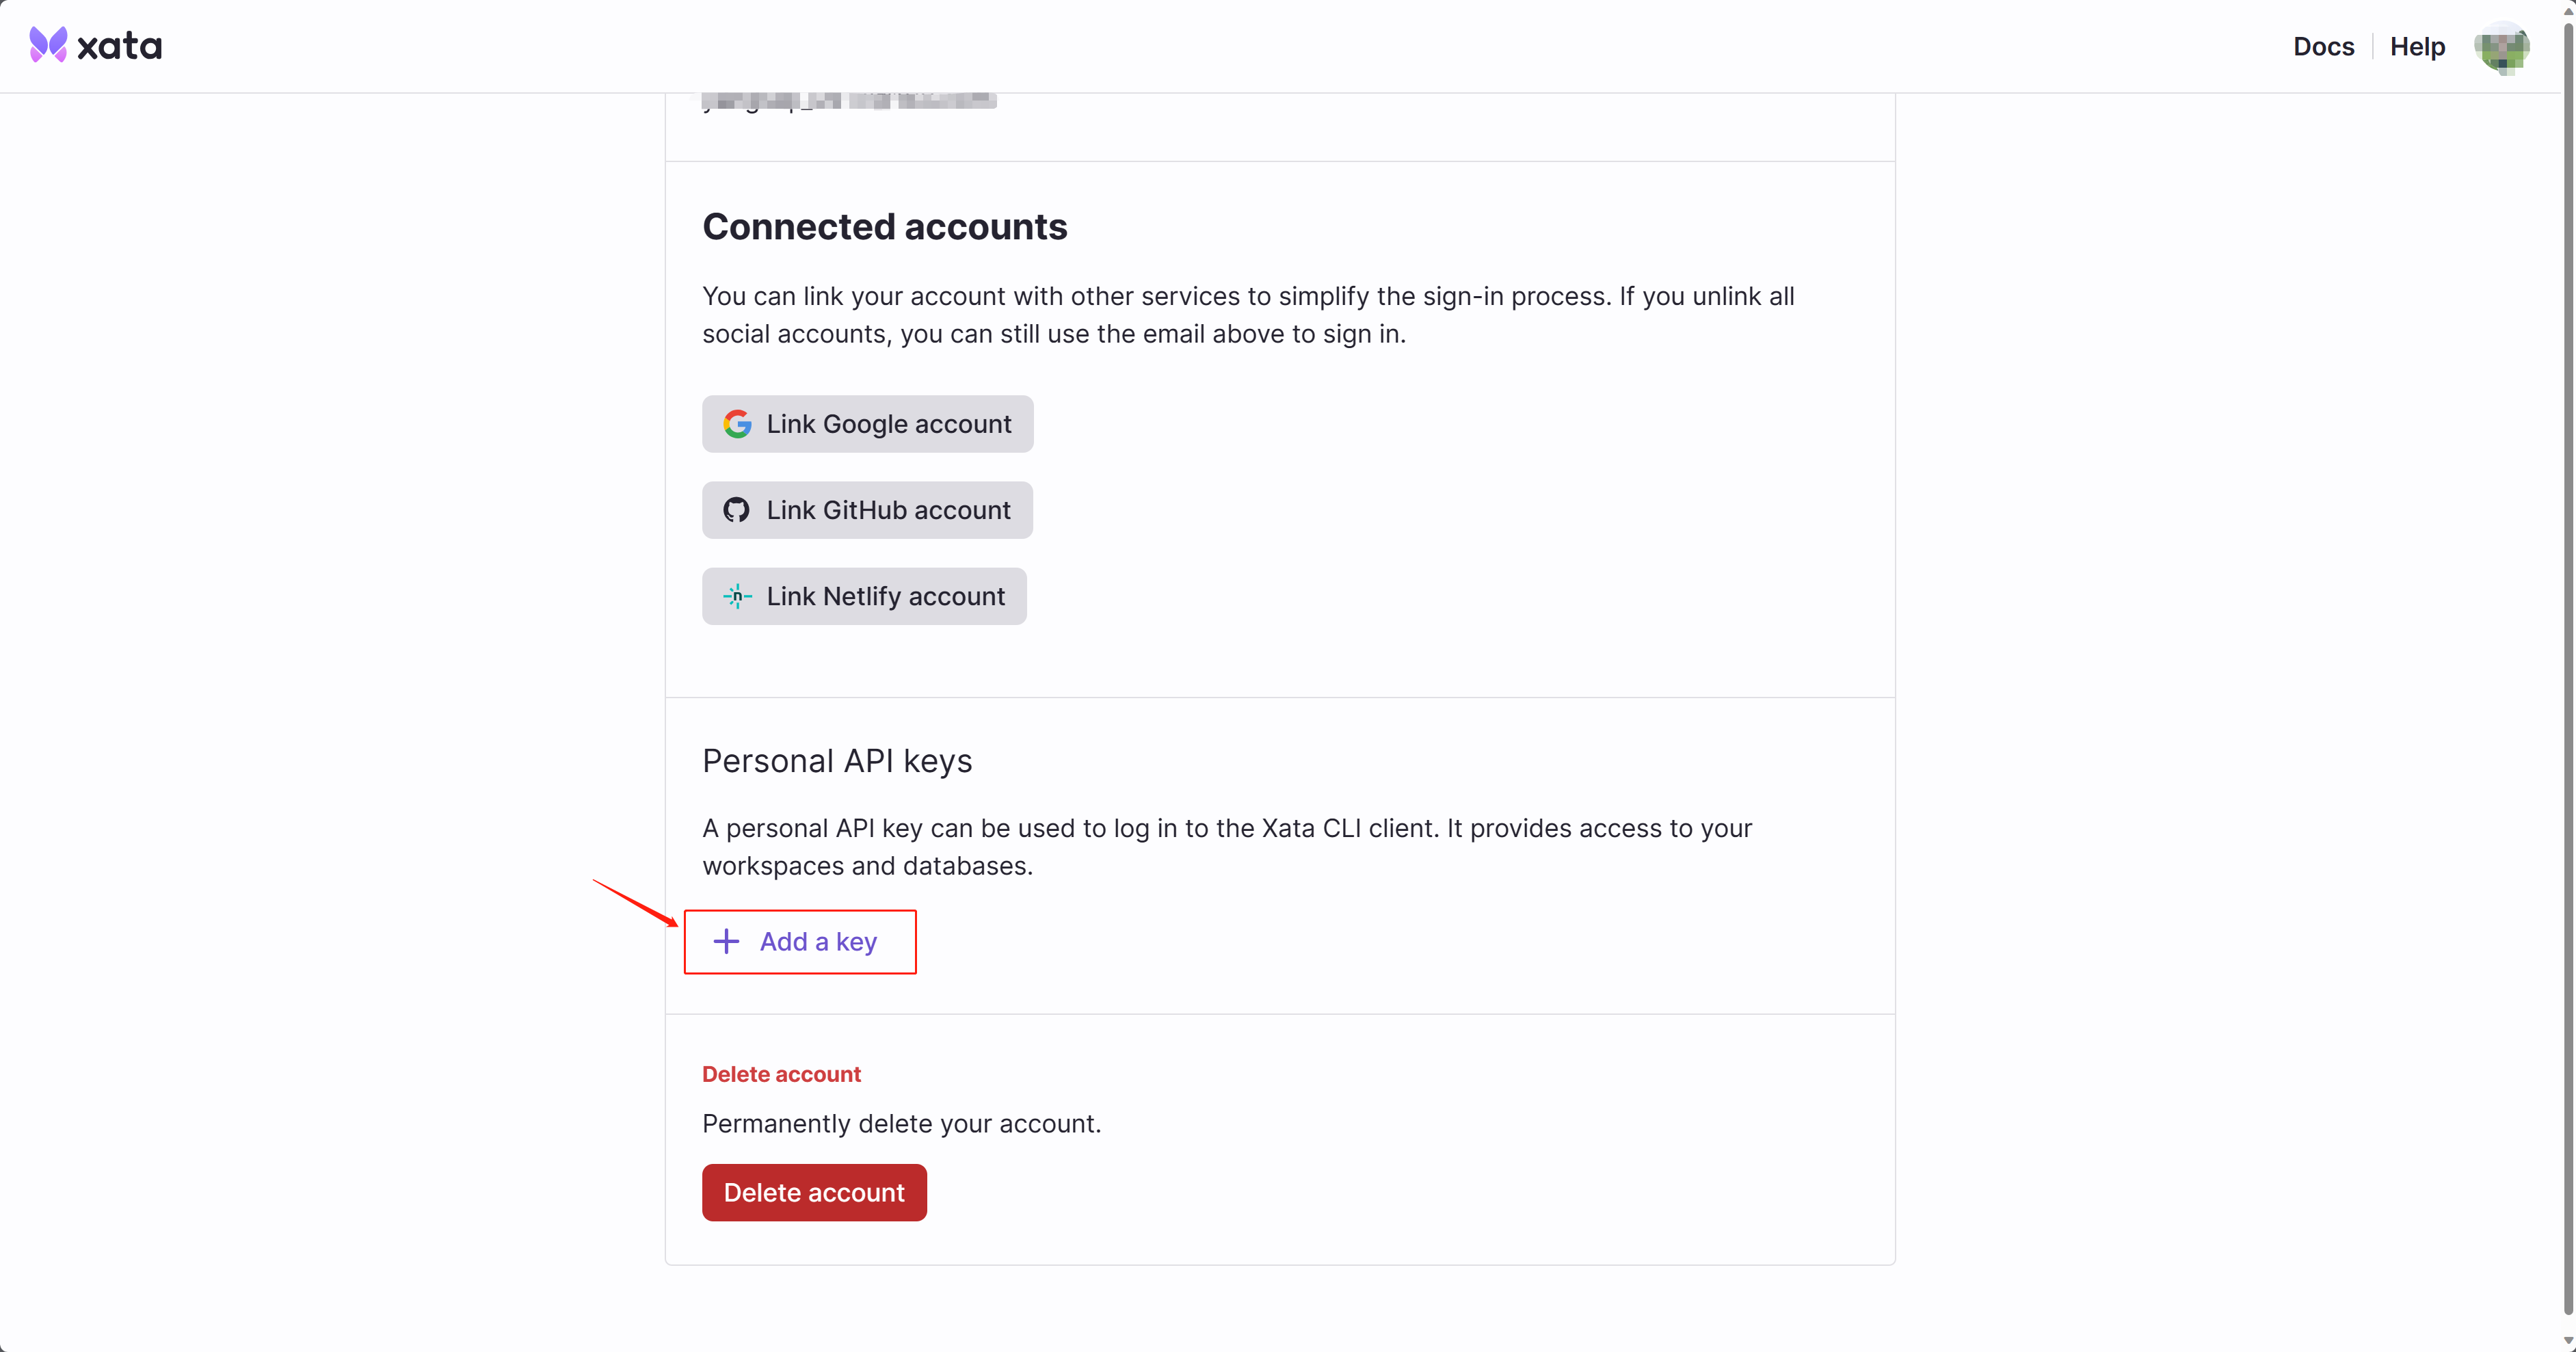 xata
Docs
Help
Connected accounts
You can link your account with other services to simplify the sign-in process. If you unlink all
social accounts, you can still use the email above to sign in.
Link Google account
Link GitHub account
Link Netlify account
Personal API keys
A personal API key can be used to log in to the Xata CLI client. It provides access to your
workspaces and databases.
Add a key
Delete account
Permanently delete your account.
Delete account